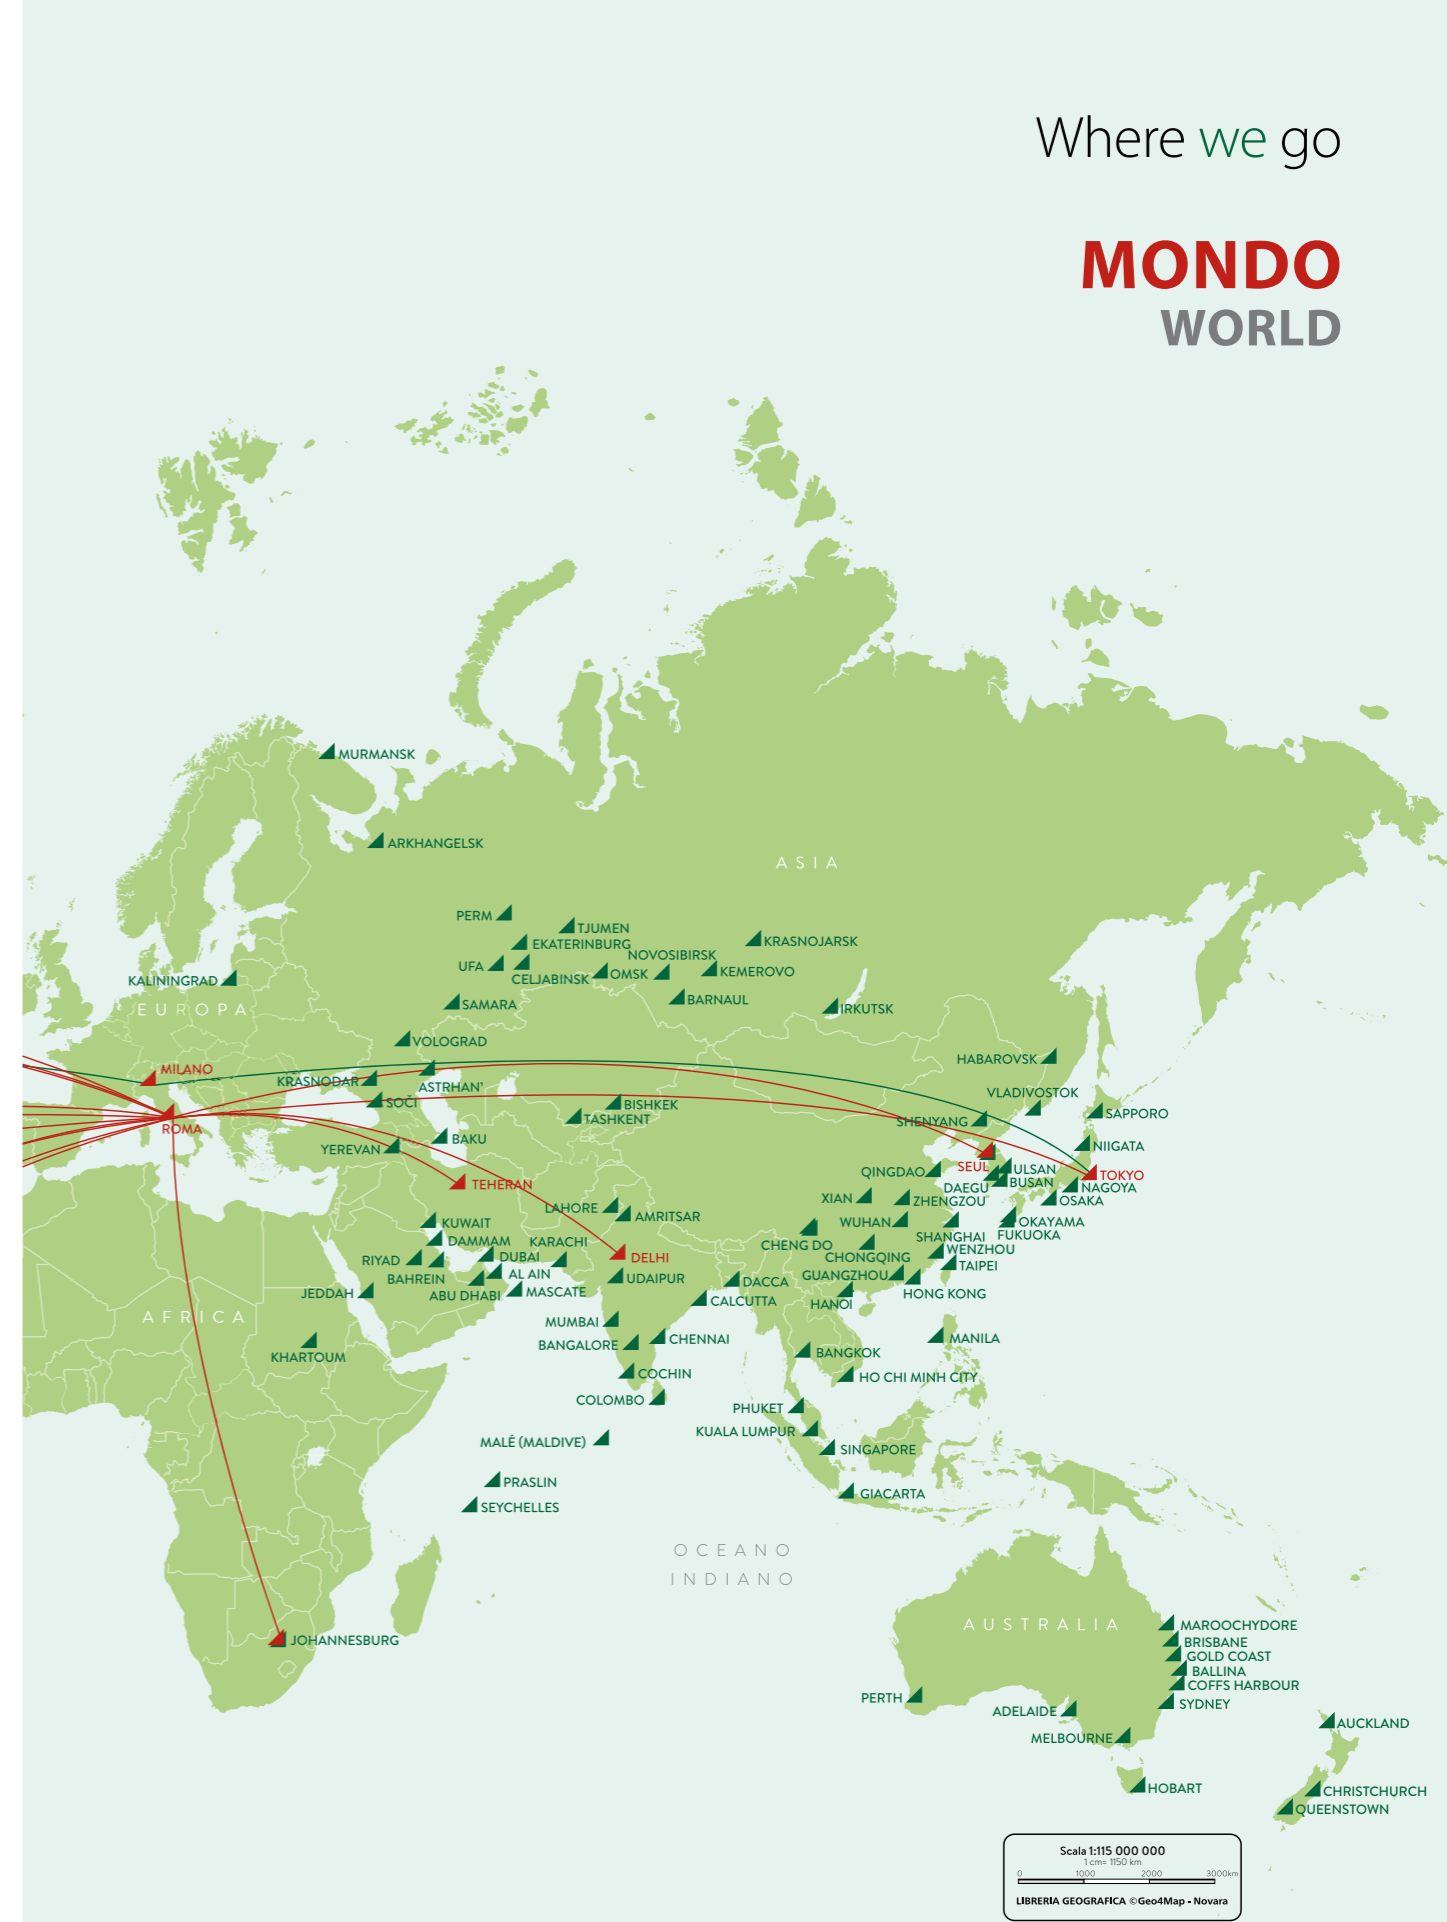 Where we go
MONDO
WORLD
MURMANSK
ARKHANGELSK
ASIA
PERM
TJUMEN
EKATERINBURG
KRASNOJARSK
NOVOSIBIRSK
UFA
CELJABINSK
OMSK
KEMEROVO
KALININGRAD
EUROPA
SAMARA
BARNAUL
IRKUTSK
VOLOGRAD
HABAROVSK
MILANO
KRASNODAR
ASTRHAN'
VLADIVOSTOK
SOČI
BISHKEK
SAPPORO
TASHKENT
SHENYANG
ROMA
BAKU
YEREVAN
NIIGATA
SEUL
ULSAN
QINGDAO
TEHERAN
BUSAN
TOKYO
DAEGU
NAGOYA
XIAN
ZHENGZOU
OSAKA
LAHORE
AMRITSAR
KUWAIT
WUHAN
OKAYAMA
SHANGHAI
FUKUOKA
DAMMAM
KARACHI
CHENG DO
WENZHOU
RIYAD
DUBAI
DELHI
CHONGQING
TAIPEI
BAHREIN
AL AIN
UDAIPUR
DACCA
GUANGZHOU
JEDDAH
ABU DHABI
MASCATE
CALCUTTA
HANOI
HONG KONG
AFRICA
MUMBAI
KHARTOUM
BANGALORE
CHENNAI
MANILA
BANGKOK
COCHIN
HO CHI MINH CITY
COLOMBO
PHUKET
KUALA LUMPUR
MALÉ (MALDIVE)
SINGAPORE
PRASLIN
GIACARTA
SEYCHELLES
OCEANO
INDIANO
AUSTRALIA
MAROOCHYDORE
JOHANNESBURG
BRISBANE
GOLD COAST
BALLINA
COFFS HARBOUR
PERTH
SYDNEY
ADELAIDE
AUCKLAND
MELBOURNE
HOBART
CHRISTCHURCH
QUEENSTOWN
Scala 1:115 000 000
1 cm= 1150 km
0 1000 2000 3000km
LIBRERIA GEOGRAFICA ©Geo4Map - Novara